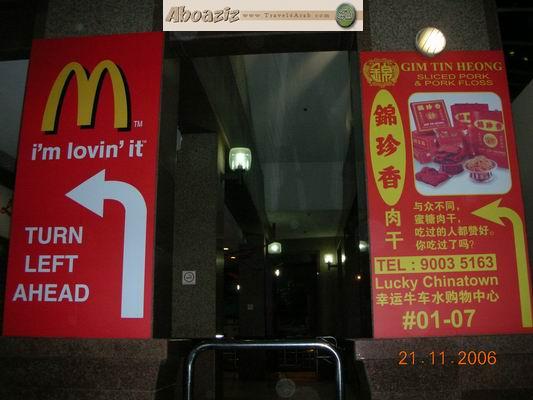 Aboaziz
www.Travel4Arab.com
TM
i'm lovin' it
TURN
LEFT
AHEAD
錦
GIM TIN HEONG
SLICED PORK
& PORK FLOSS
錦珍香
肉干
与众不同,
蜜糖肉干,
吃过的人都赞好。
你吃过了吗?
TEL : 9003 5163
Lucky Chinatown
幸运牛车水购物中心
#01-07
21 11 2006